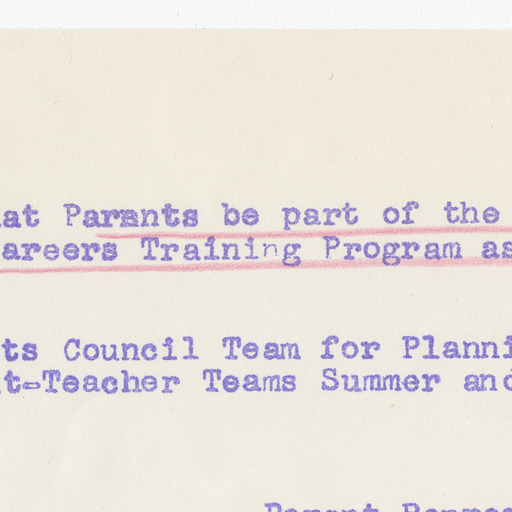 at Parents be part of the
areers Training Program as
ts Council Team for Planni
t-Teacher Teams Summer and
Parent